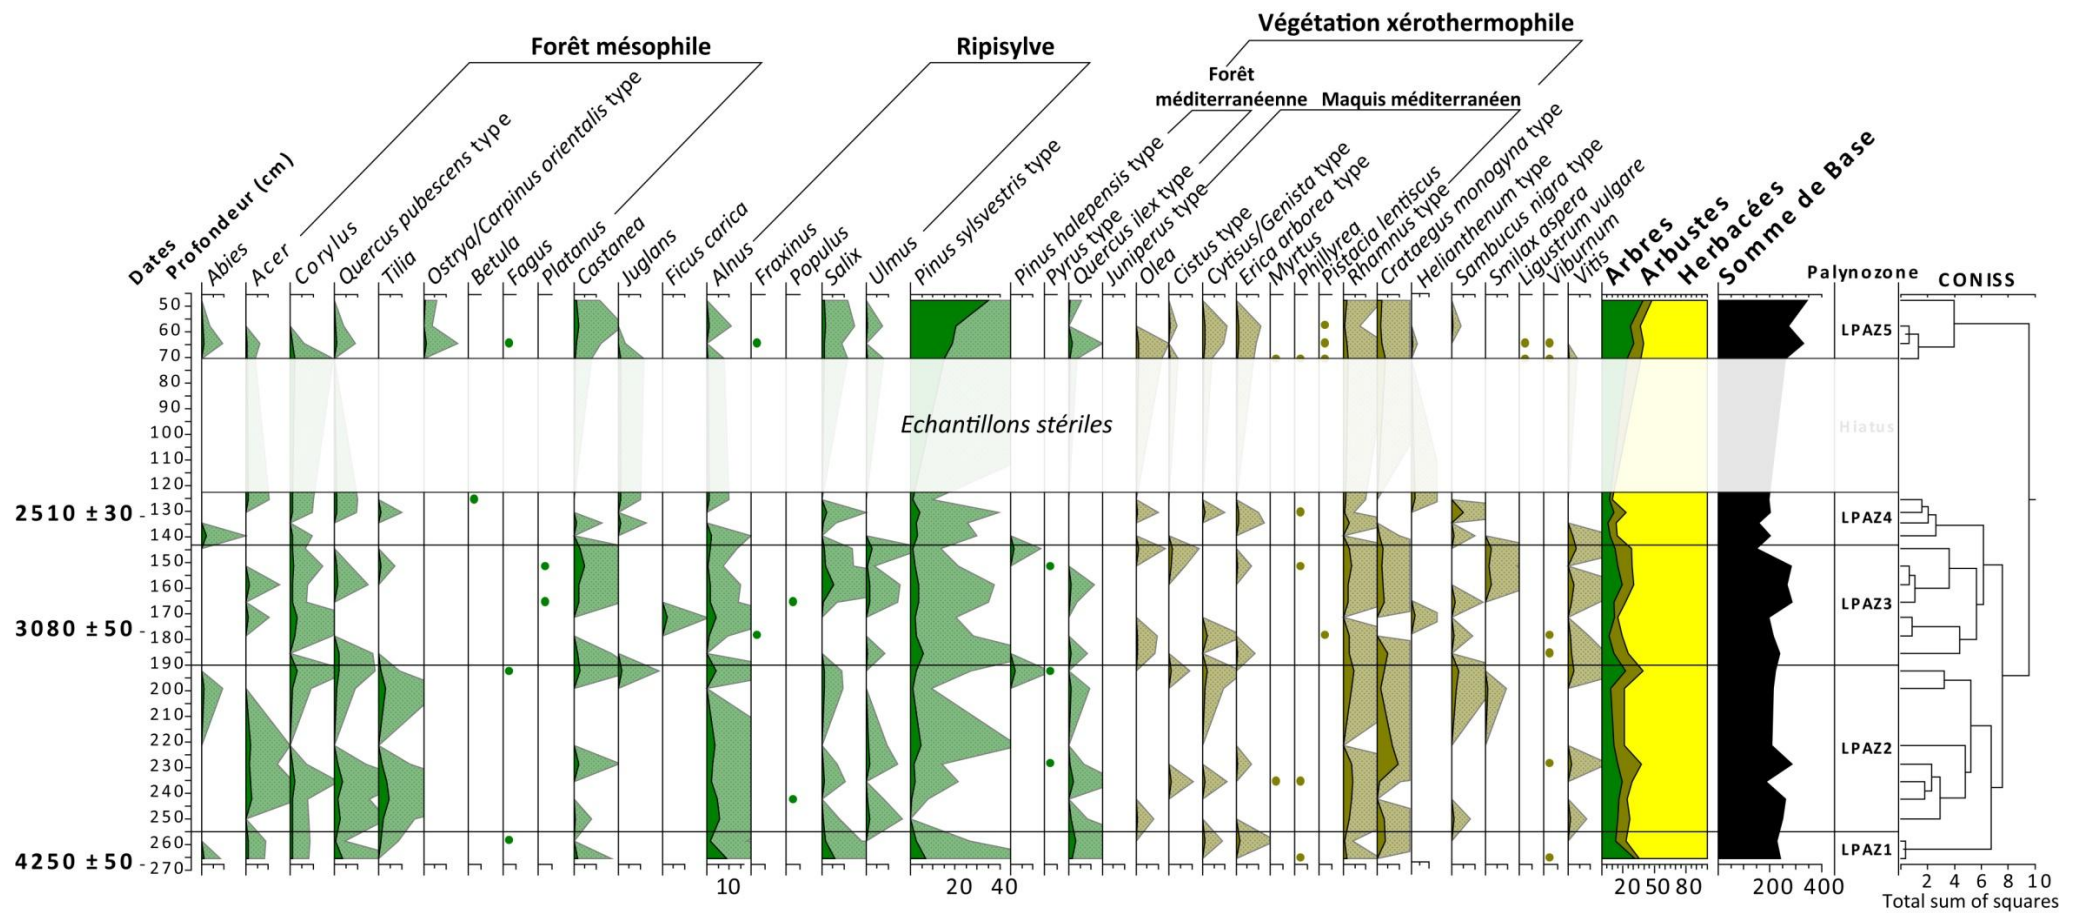 Végétation xérothermophile
Forêt mésophile
Ripisylve
Forêt
méditerranéenne
Maquis méditerranéen
Dates
Profondeur (cm)
Abies
Acer
Corylus
Quercus pubescens type
Tilia
Ostrya/Carpinus orientalis type
Betula
Fagus
Platanus
Castanea
Juglans
Ficus carica
Alnus
Fraxinus
Populus
Salix
Ulmus
Pinus sylsvestris type
Pinus halepensis type
Pyrus type
Quercus ilex type
Juniperus type
Olea
Cistus type
Cytisus/Genista type
Erica arborea type
Myrtus
Phillyrea
Pistacia lentiscus
Rhamnus type
Crataegus monogyna type
Helianthenum type
Sambucus nigra type
Smilax aspera
Ligustrum vulgare
Viburnum
Vitis
Arbres
Arbustes
Herbacées
Somme de Base
Palynozone
CONISS
50
60
LPAZ5
70
80
90
100
Echantillons stériles
Hiatus
110
120
2510 ± 30
130
LPAZ4
140
150
160
LPAZ3
170
3080 ± 50
180
190
200
210
220
LPAZ2
230
240
250
260
LPAZ1
4250 ± 50
270
10
20 40
20 50 80
200 400
2 4 6 8 10
Total sum of squares